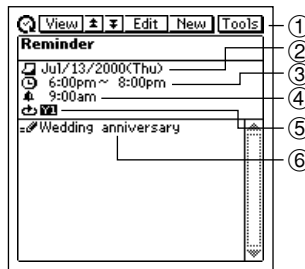 View Edit New Tools ①
Reminder
Jul/13/2000(Thu) ②
6:00pm~ 8:00pm ③
9:00am ④
Y1 ⑤
Wedding anniversary
⑥